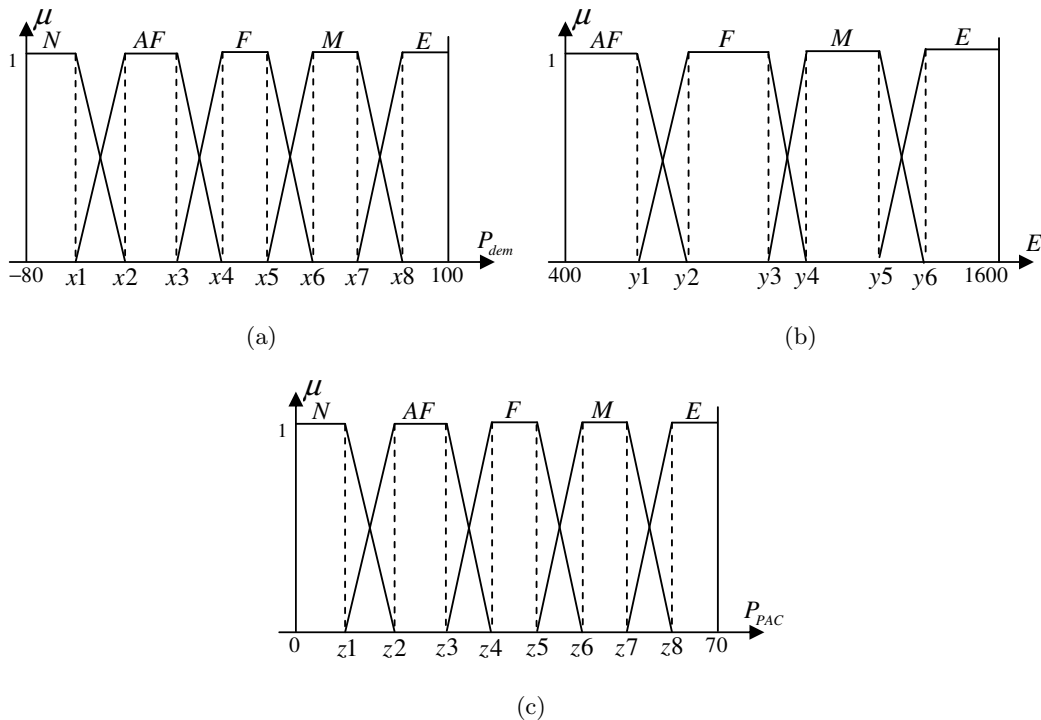 μ
N AF F M E
1
P_dem
−80 x1 x2 x3 x4 x5 x6 x7 x8 100
(a)
μ
AF F M E
1
E
400 y1 y2 y3 y4 y5 y6 1600
(b)
μ
N AF F M E
1
P_PAC
0 z1 z2 z3 z4 z5 z6 z7 z8 70
(c)